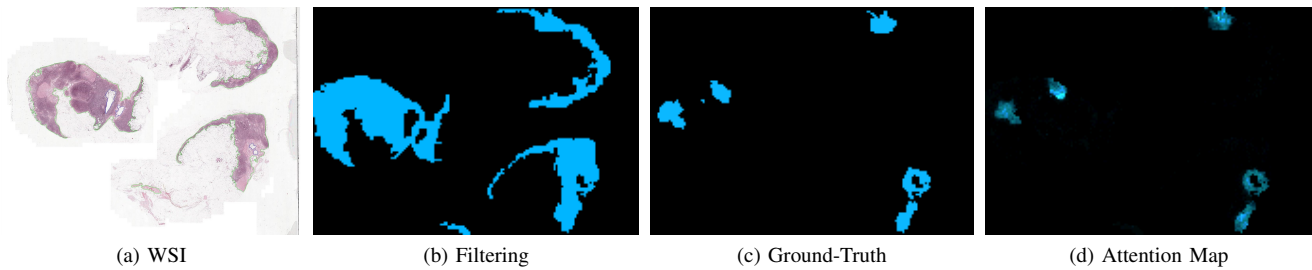 (a) WSI
(b) Filtering
(c) Ground-Truth
(d) Attention Map